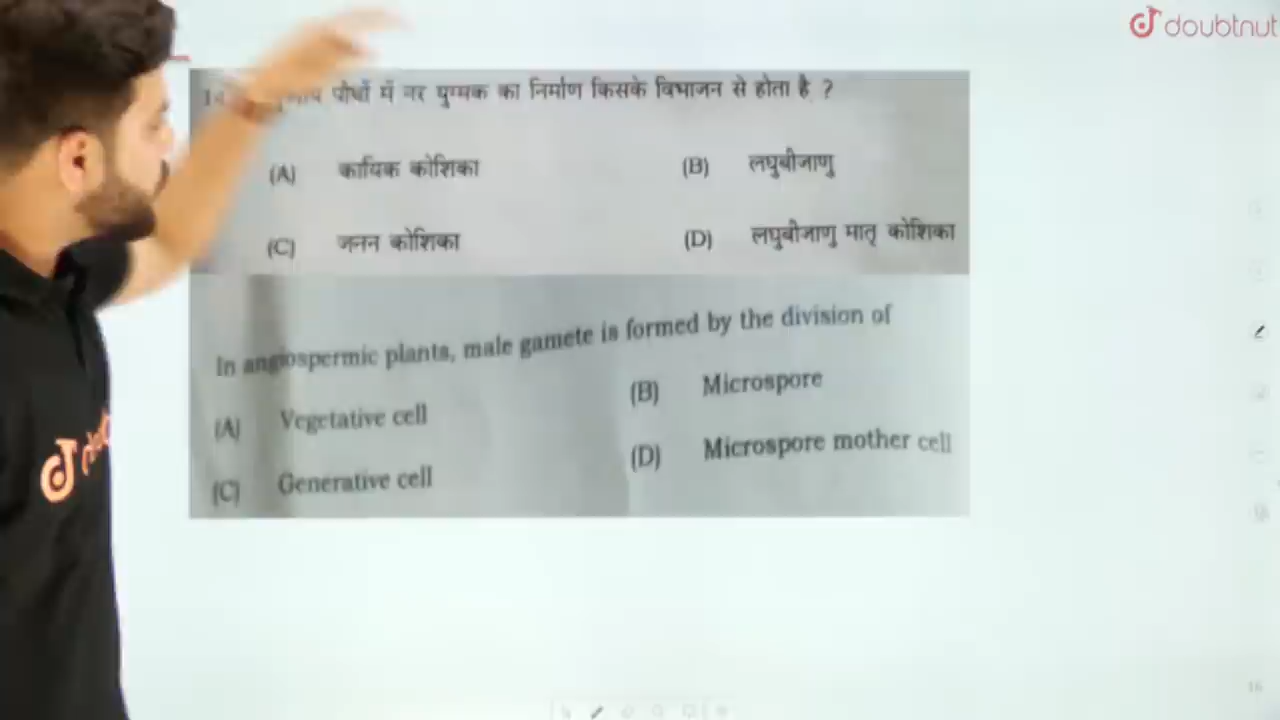 doubtnut
पौधों में नर युग्मक का निर्माण किसके विभाजन से होता है ?
(A) कायिक कोशिका (B) लघुबीजाणु
(C) जनन कोशिका (D) लघुबीजाणु मातृ कोशिका
In angiospermic plants, male gamete is formed by the division of
(A) Vegetative cell (B) Microspore
(C) Generative cell (D) Microspore mother cell
16